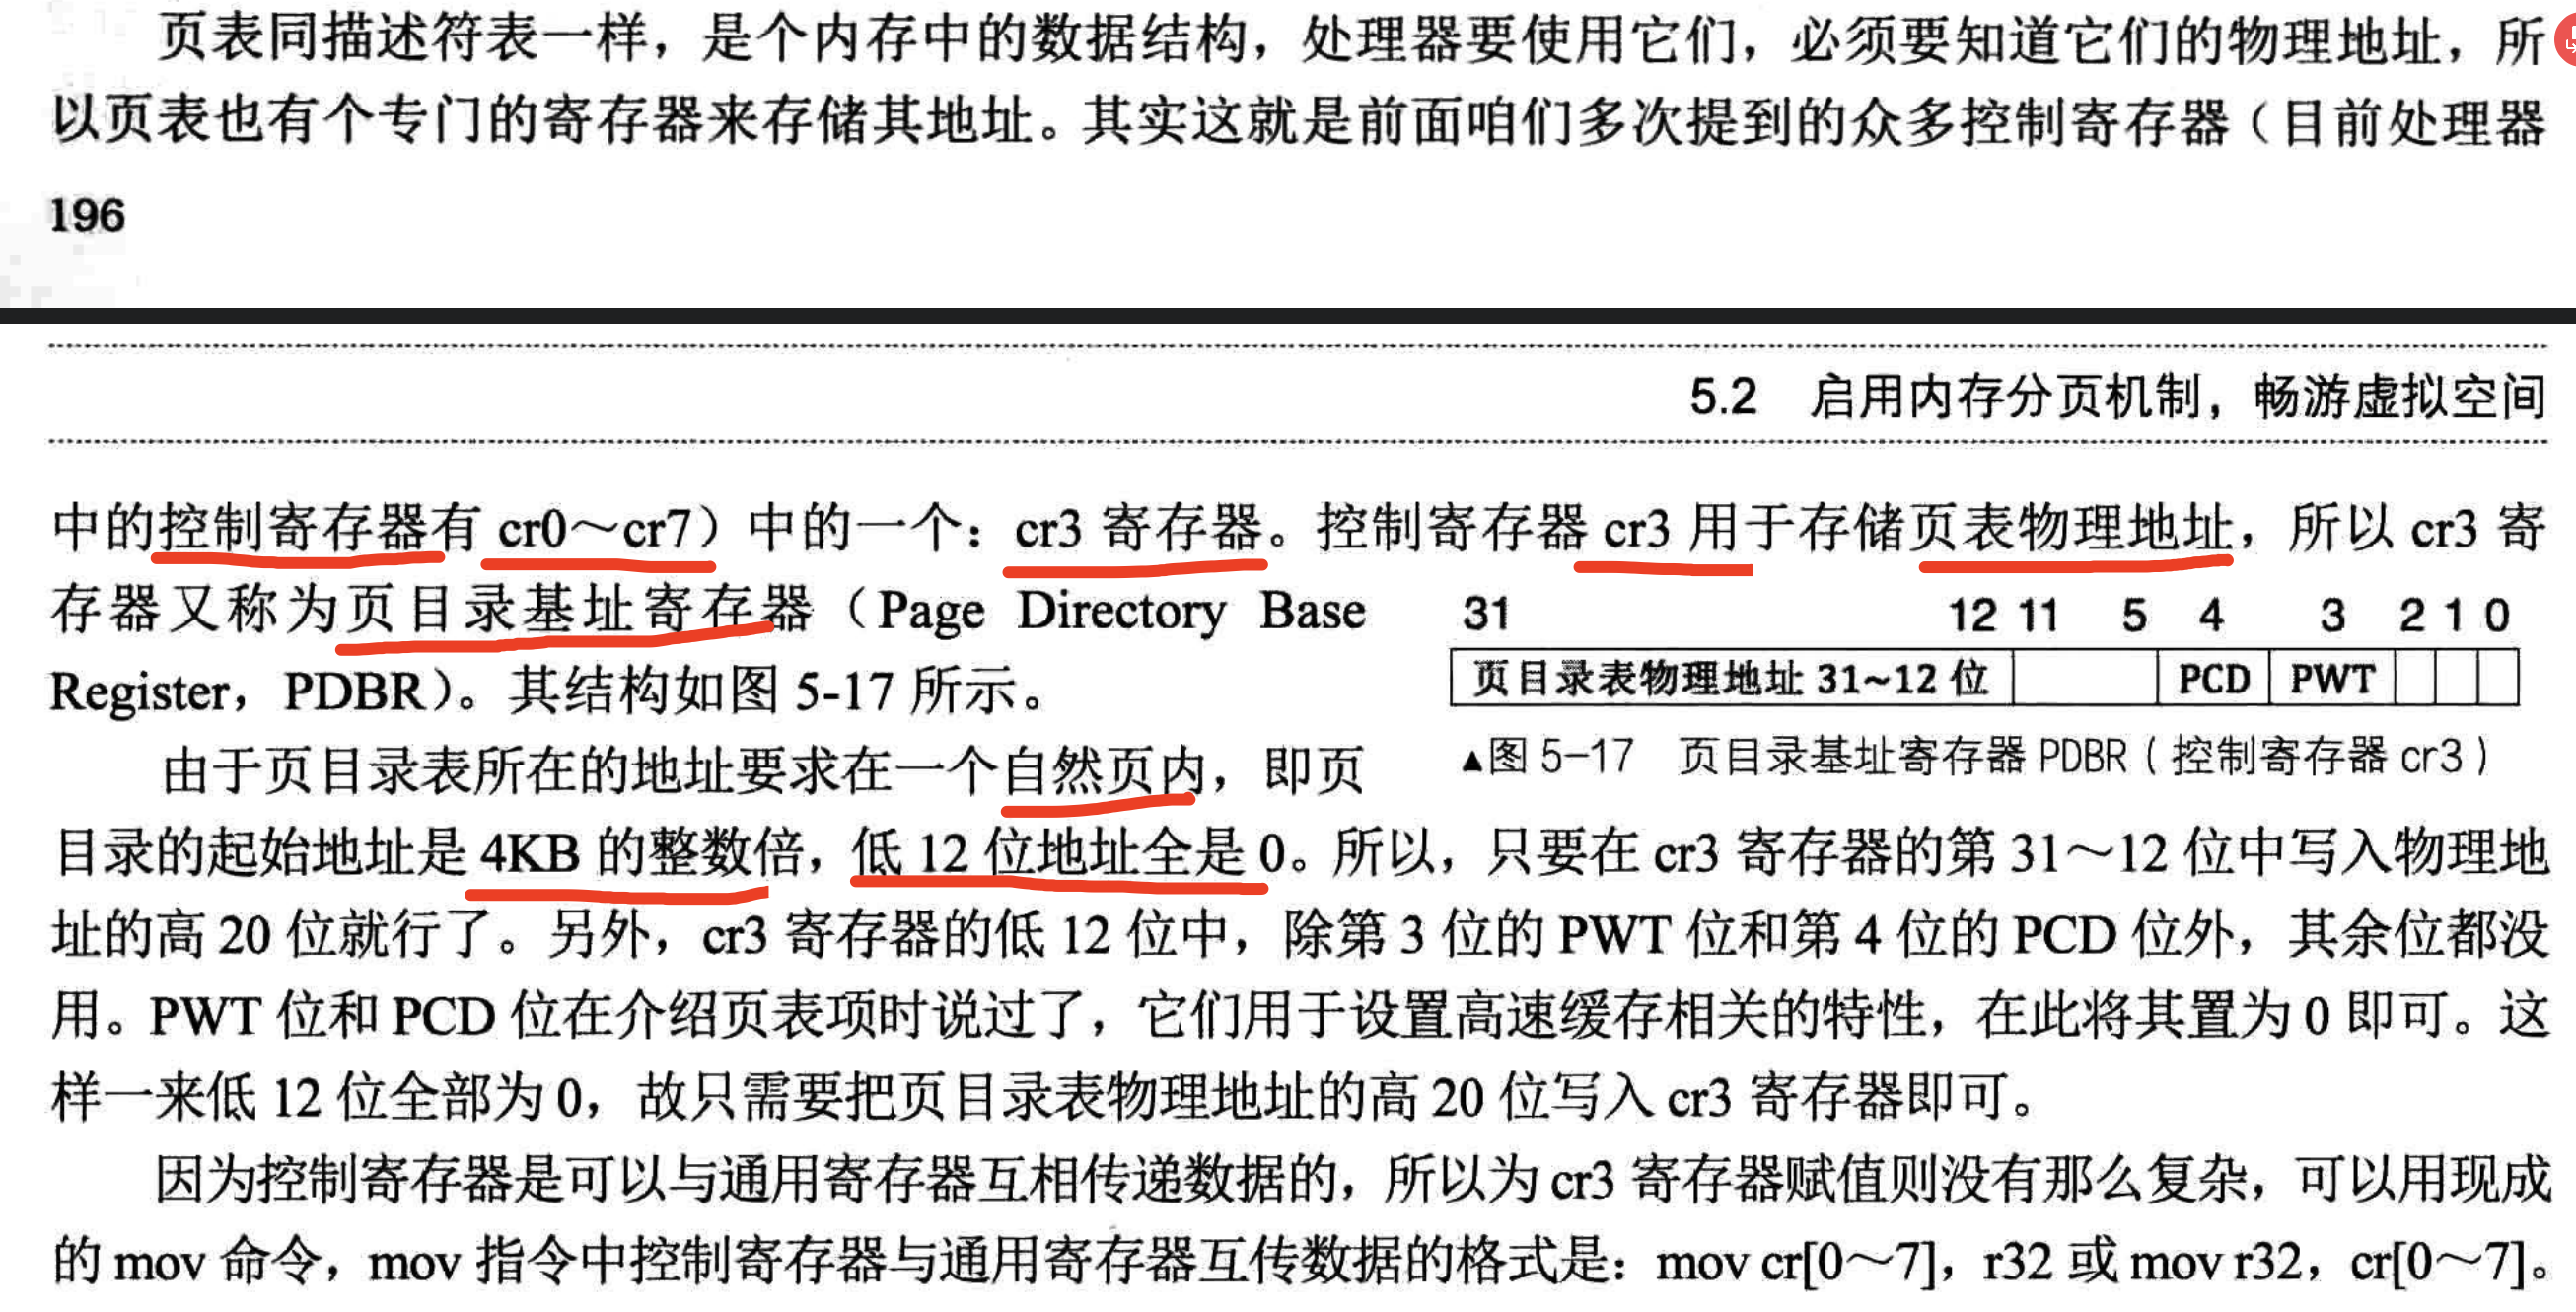 页表同描述符表一样，是个内存中的数据结构，处理器要使用它们，必须要知道它们的物理地址，所
以页表也有个专门的寄存器来存储其地址。其实这就是前面咱们多次提到的众多控制寄存器（目前处理器
196
5.2 启用内存分页机制，畅游虚拟空间
中的控制寄存器有 cr0～cr7）中的一个：cr3 寄存器。控制寄存器 cr3 用于存储页表物理地址，所以 cr3 寄
存器又称为页目录基址寄存器（Page Directory Base
Register，PDBR）。其结构如图 5-17 所示。
31 12 11 5 4 3 2 1 0
页目录表物理地址 31~12 位 PCD PWT
▲图 5-17 页目录基址寄存器 PDBR（控制寄存器 cr3）
由于页目录表所在的地址要求在一个自然页内，即页
目录的起始地址是 4KB 的整数倍，低 12 位地址全是 0。所以，只要在 cr3 寄存器的第 31～12 位中写入物理地
址的高 20 位就行了。另外，cr3 寄存器的低 12 位中，除第 3 位的 PWT 位和第 4 位的 PCD 位外，其余位都没
用。PWT 位和 PCD 位在介绍页表项时说过了，它们用于设置高速缓存相关的特性，在此将其置为 0 即可。这
样一来低 12 位全部为 0，故只需要把页目录表物理地址的高 20 位写入 cr3 寄存器即可。
因为控制寄存器是可以与通用寄存器互相传递数据的，所以为 cr3 寄存器赋值则没有那么复杂，可以用现成
的 mov 命令，mov 指令中控制寄存器与通用寄存器互传数据的格式是：mov cr[0～7]，r32 或 mov r32，cr[0～7]。